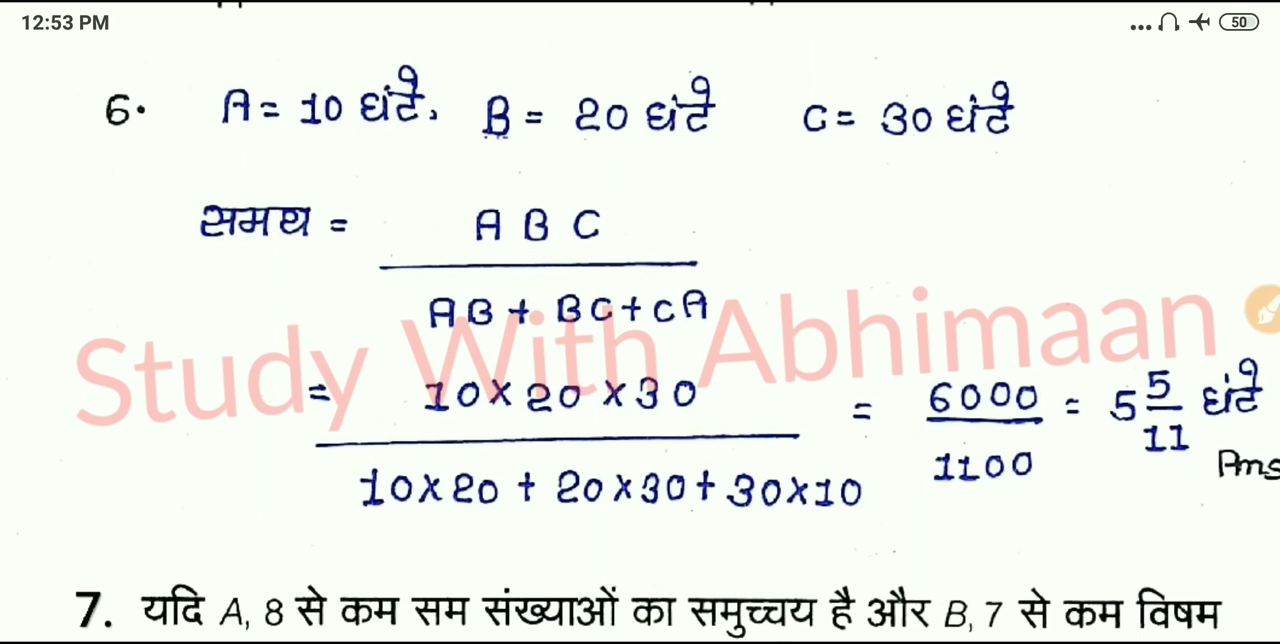 12:53 PM ... 50
6. A = 10 घंटे, B = 20 घंटे C = 30 घंटे
समय = A B C
AB + BC + CA
Study With Abhimaan
= 10 × 20 × 30 = 6000 = 5 5 घंटे
11
10 × 20 + 20 × 30 + 30 × 10 1100 Ans
7. यदि A, 8 से कम सम संख्याओं का समुच्चय है और B, 7 से कम विषम